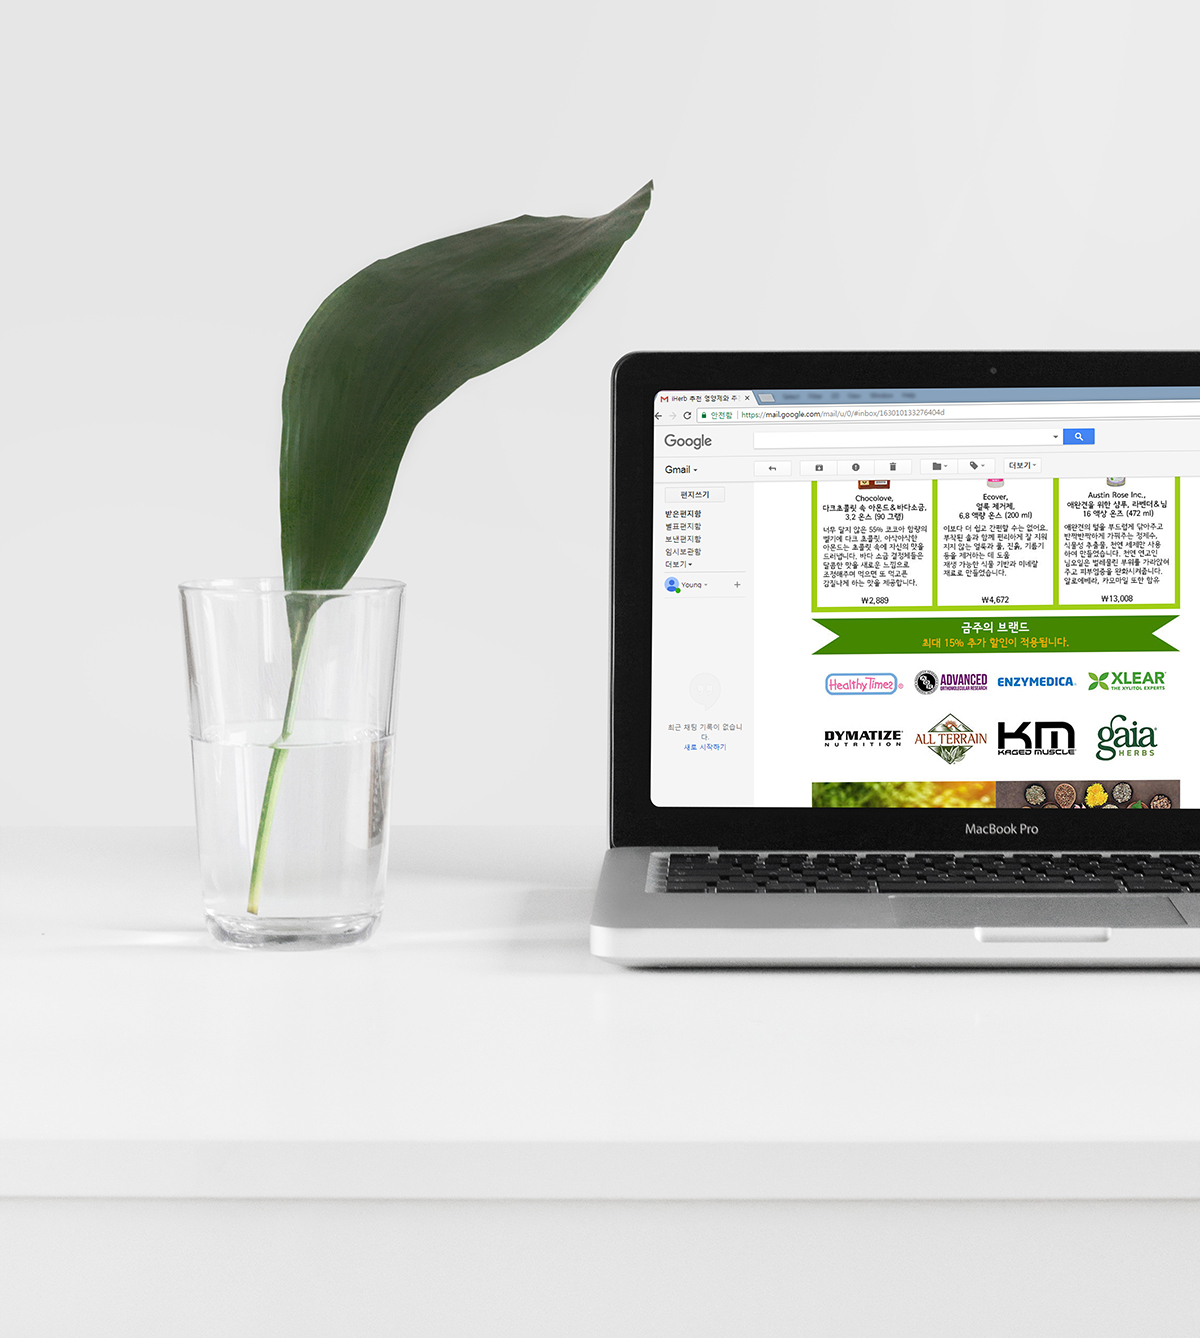 iHerb 추천 영양제와 주
안전함 | https://mail.google.com/mail/u/0/#inbox/163010133276404d
Google
Gmail
더보기
편지쓰기
받은편지함
별표편지함
보낸편지함
임시보관함
더보기
Young
최근 채팅 기록이 없습니
다.
새로 시작하기
Chocolove,
다크초콜릿 속 아몬드&바다소금,
3.2 온스 (90 그램)
너무 달지 않은 55% 코코아 함량의
벨기에 다크 초콜릿. 아삭아삭한
아몬드는 초콜릿 속에 자신의 맛을
드러냅니다. 바다 소금 결정체들은
달콤한 맛을 새로운 느낌으로
조정해주며 먹으면 또 먹고픈
감질나게 하는 맛을 제공합니다.
₩2,889
Ecover,
얼룩 제거제,
6.8 액량 온스 (200 ml)
이보다 더 쉽고 간편할 수는 없어요.
부착된 솔과 함께 편리하게 잘 지워
지지 않는 얼룩과 풀, 진흙, 기름기
등을 제거하는 데 도움
재생 가능한 식물 기반과 미네랄
재료로 만들었습니다.
₩4,672
Austin Rose Inc.,
애완견을 위한 샴푸, 라벤더&님
16 액상 온즈 (472 ml)
애완견의 털을 부드럽게 닦아주고
반짝반짝하게 가꿔주는 정제수,
식물성 추출물, 천연 세제만 사용
하여 만들었습니다. 천연 연고인
님오일은 벌레물린 부위를 가라앉혀
주고 피부염증을 완화시켜줍니다.
알로에베라, 카모마일 또한 함유
₩13,008
금주의 브랜드
최대 15% 추가 할인이 적용됩니다.
Healthy Times
ADVANCED
ORTHOMOLECULAR RESEARCH
ENZYMEDICA
XLEAR
THE XYLITOL EXPERTS
DYMATIZE
NUTRITION
ALL TERRAIN
KM
KAGED MUSCLE
gaia
HERBS
MacBook Pro